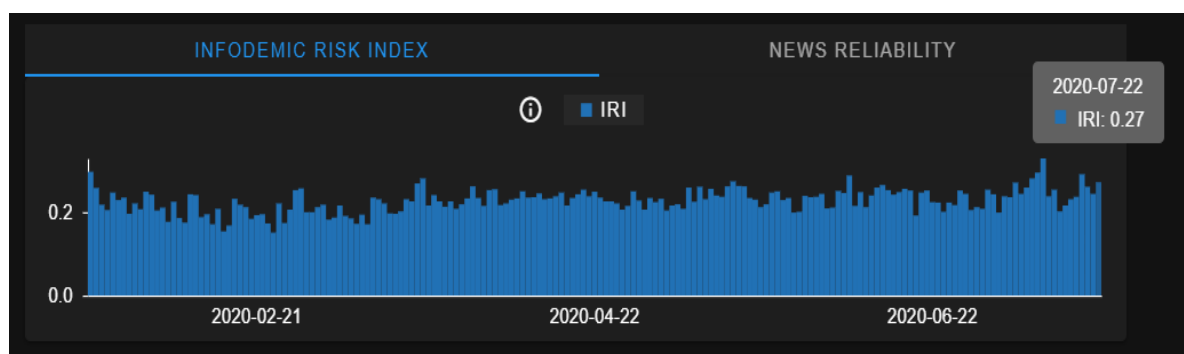 INFODEMIC RISK INDEX
NEWS RELIABILITY
2020-07-22
IRI: 0.27
IRI
0.2
0.0
2020-02-21
2020-04-22
2020-06-22